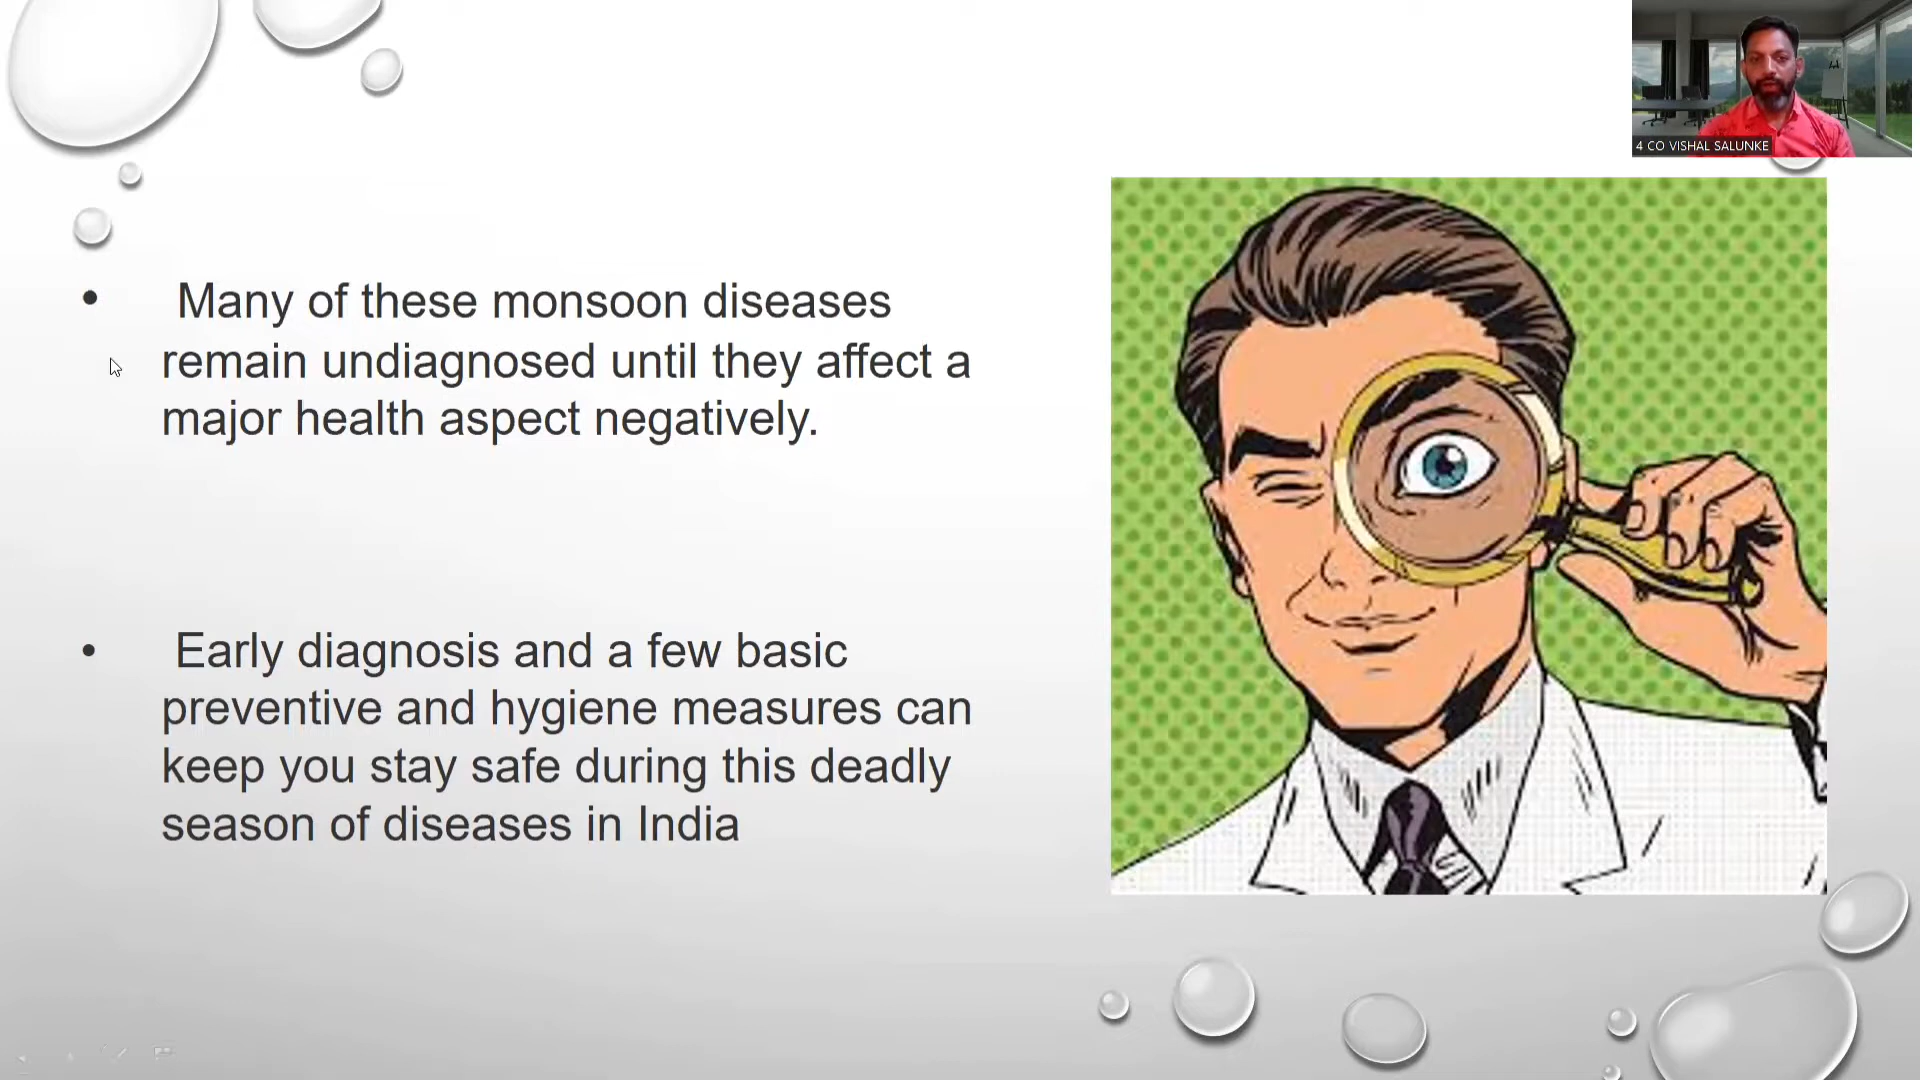 4 CO VISHAL SALUNKE
• Many of these monsoon diseases
remain undiagnosed until they affect a
major health aspect negatively.
• Early diagnosis and a few basic
preventive and hygiene measures can
keep you stay safe during this deadly
season of diseases in India